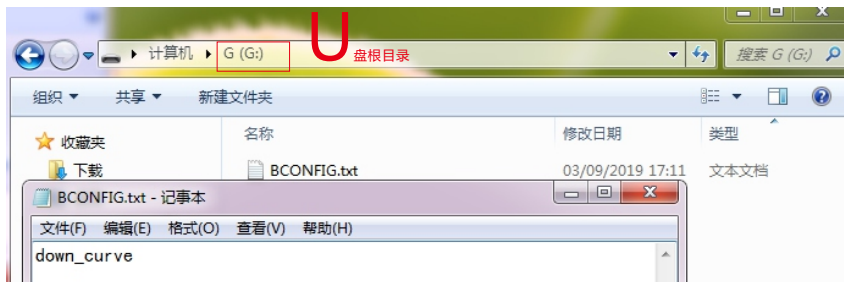 计算机 G (G:) U盘根目录 搜索 G (G:)
组织 共享 新建文件夹
收藏夹 名称 修改日期 类型
下载 BCONFIG.txt 03/09/2019 17:11 文本文档
BCONFIG.txt - 记事本
文件(F) 编辑(E) 格式(O) 查看(V) 帮助(H)
down_curve